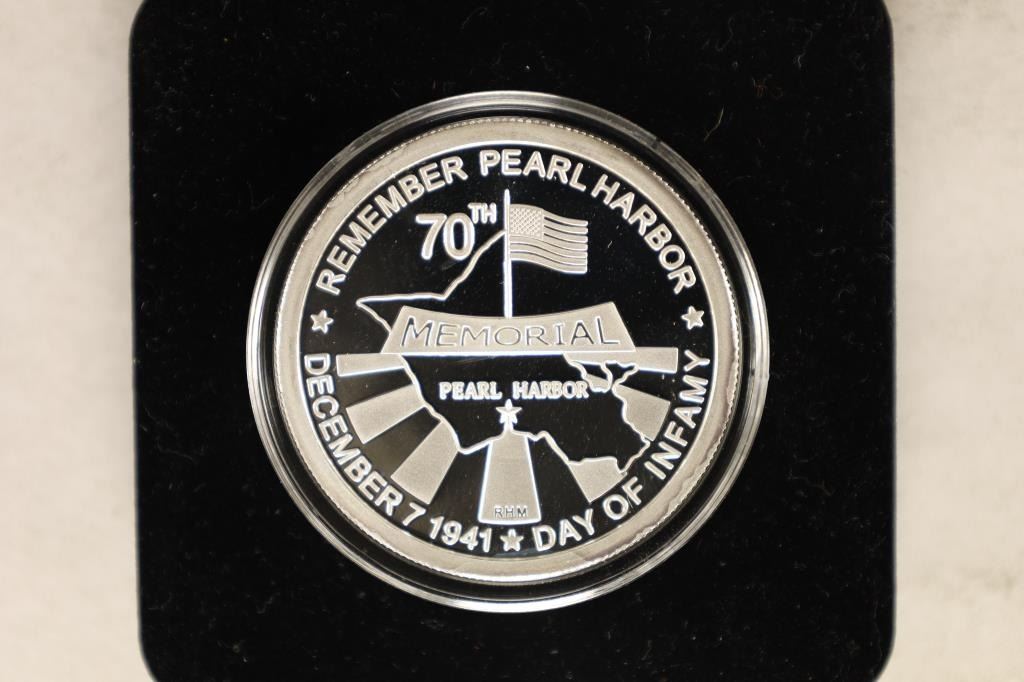 REMEMBER PEARL HARBOR
70TH
MEMORIAL
PEARL HARBOR
RHM
DECEMBER 7 1941 ★ DAY OF INFAMY